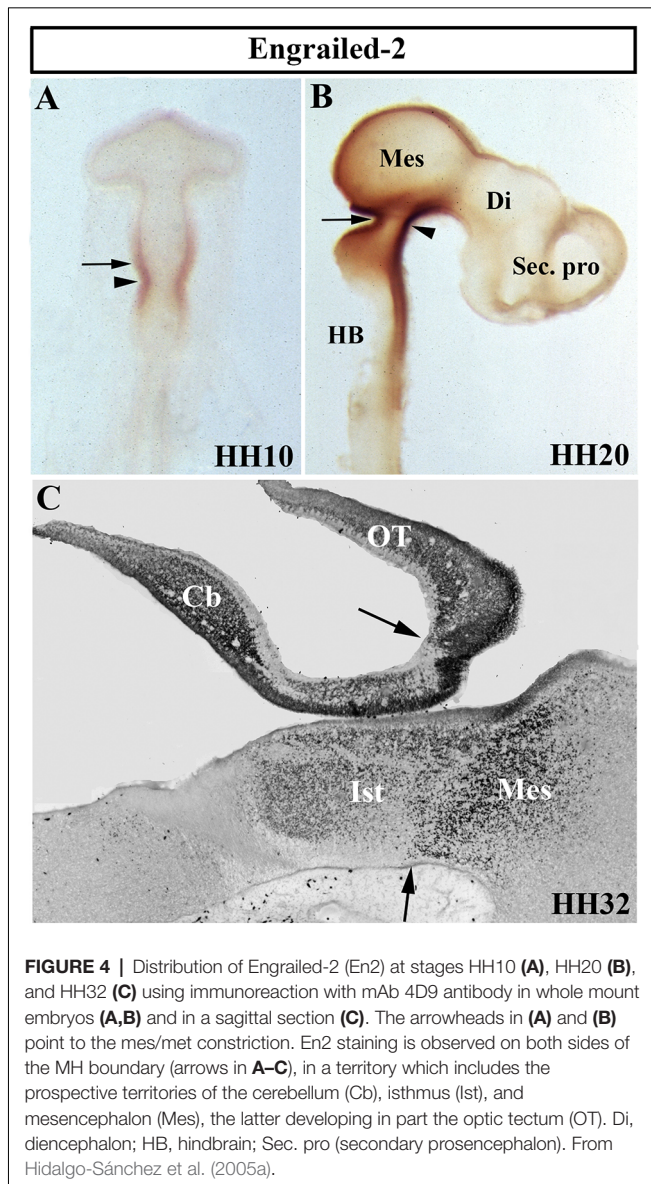 Engrailed-2
A
B
Mes
Di
Sec. pro
HB
HH10
HH20
C
OT
Cb
Ist
Mes
HH32
FIGURE 4 | Distribution of Engrailed-2 (En2) at stages HH10 (A), HH20 (B),
and HH32 (C) using immunoreaction with mAb 4D9 antibody in whole mount
embryos (A,B) and in a sagittal section (C). The arrowheads in (A) and (B)
point to the mes/met constriction. En2 staining is observed on both sides of
the MH boundary (arrows in A–C), in a territory which includes the
prospective territories of the cerebellum (Cb), isthmus (Ist), and
mesencephalon (Mes), the latter developing in part the optic tectum (OT). Di,
diencephalon; HB, hindbrain; Sec. pro (secondary prosencephalon). From
Hidalgo-Sánchez et al. (2005a).